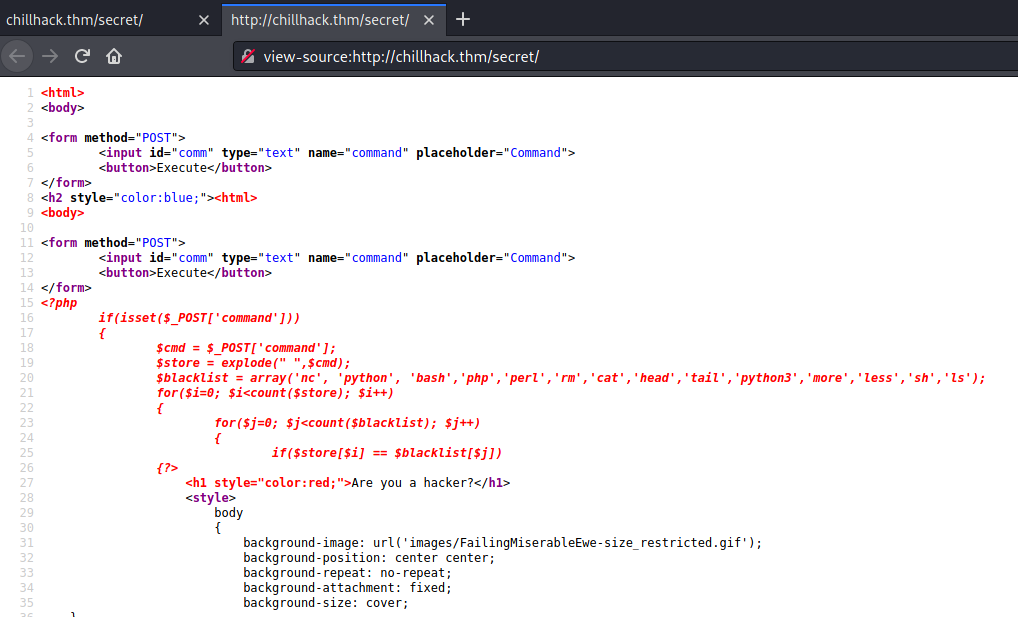 chillhack.thm/secret/
http://chillhack.thm/secret/
view-source:http://chillhack.thm/secret/
1 <html>
2 <body>
3
4 <form method="POST">
5 <input id="comm" type="text" name="command" placeholder="Command">
6 <button>Execute</button>
7 </form>
8 <h2 style="color:blue;"><html>
9 <body>
10
11 <form method="POST">
12 <input id="comm" type="text" name="command" placeholder="Command">
13 <button>Execute</button>
14 </form>
15 <?php
16 if(isset($_POST['command']))
17 {
18 $cmd = $_POST['command'];
19 $store = explode(" ",$cmd);
20 $blacklist = array('nc', 'python', 'bash','php','perl','rm','cat','head','tail','python3','more','less','sh','ls');
21 for($i=0; $i<count($store); $i++)
22 {
23 for($j=0; $j<count($blacklist); $j++)
24 {
25 if($store[$i] == $blacklist[$j])
26 {?>
27 <h1 style="color:red;">Are you a hacker?</h1>
28 <style>
29 body
30 {
31 background-image: url('images/FailingMiserableEwe-size_restricted.gif');
32 background-position: center center;
33 background-repeat: no-repeat;
34 background-attachment: fixed;
35 background-size: cover;
36 }